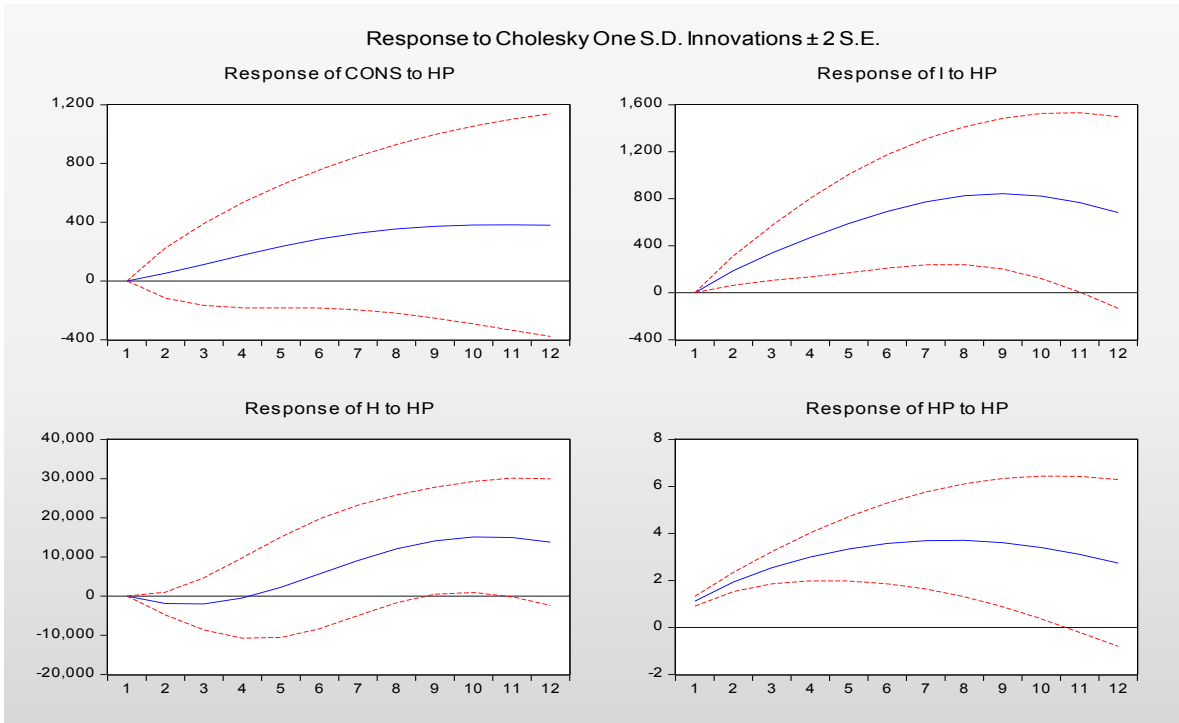 Response to Cholesky One S.D. Innovations ± 2 S.E.
Response of CONS to HP
1,200
800
400
0
-400
1 2 3 4 5 6 7 8 9 10 11 12
Response of I to HP
1,600
1,200
800
400
0
-400
1 2 3 4 5 6 7 8 9 10 11 12
Response of H to HP
40,000
30,000
20,000
10,000
0
-10,000
-20,000
1 2 3 4 5 6 7 8 9 10 11 12
Response of HP to HP
8
6
4
2
0
-2
1 2 3 4 5 6 7 8 9 10 11 12